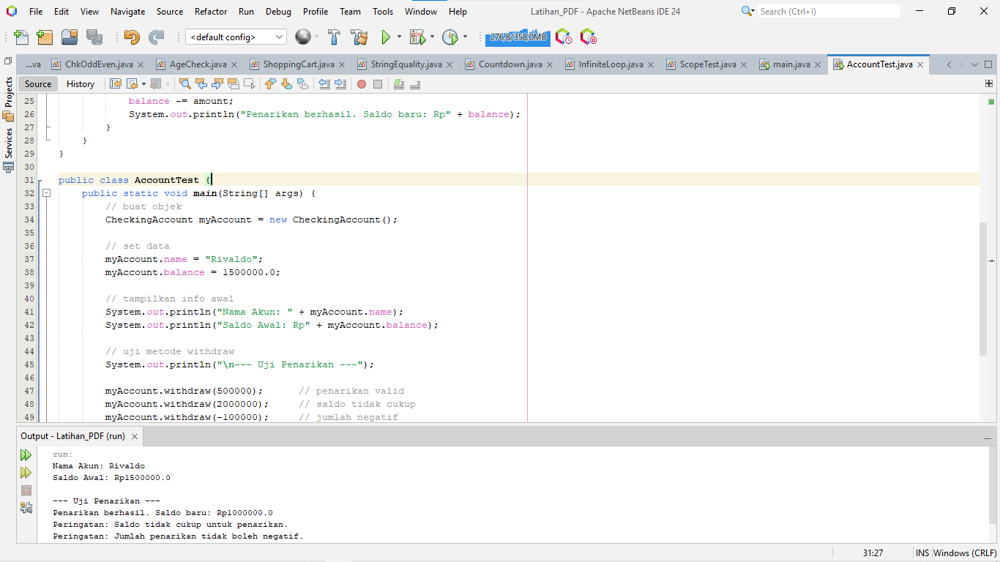 File Edit View Navigate Source Refactor Run Debug Profile Team Tools Window Help
Latihan_PDF - Apache NetBeans IDE 24
Search (Ctrl+I)
<default config>
276,8/358,0MB
...va ChkOddEven.java AgeCheck.java ShoppingCart.java StringEquality.java Countdown.java InfiniteLoop.java ScopeTest.java main.java AccountTest.java
Source History
Projects
Services
25 balance -= amount;
26 System.out.println("Penarikan berhasil. Saldo baru: Rp" + balance);
27 }
28 }
29 }
30
31 public class AccountTest {
32 public static void main(String[] args) {
33 // buat objek
34 CheckingAccount myAccount = new CheckingAccount();
35
36 // set data
37 myAccount.name = "Rivaldo";
38 myAccount.balance = 1500000.0;
39
40 // tampilkan info awal
41 System.out.println("Nama Akun: " + myAccount.name);
42 System.out.println("Saldo Awal: Rp" + myAccount.balance);
43
44 // uji metode withdraw
45 System.out.println("\n--- Uji Penarikan ---");
46
47 myAccount.withdraw(500000); // penarikan valid
48 myAccount.withdraw(2000000); // saldo tidak cukup
49 myAccount.withdraw(-100000); // jumlah negatif
Output - Latihan_PDF (run)
run:
Nama Akun: Rivaldo
Saldo Awal: Rp1500000.0
--- Uji Penarikan ---
Penarikan berhasil. Saldo baru: Rp1000000.0
Peringatan: Saldo tidak cukup untuk penarikan.
Peringatan: Jumlah penarikan tidak boleh negatif.
31:27 INS Windows (CRLF)